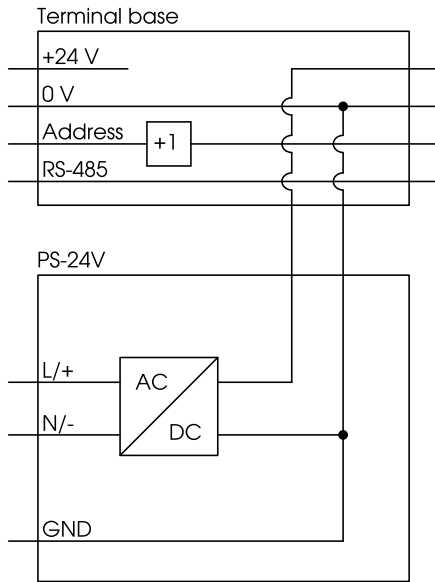 Terminal base
+24 V
0 V
Address
+1
RS-485
PS-24V
L/+
AC
N/-
DC
GND